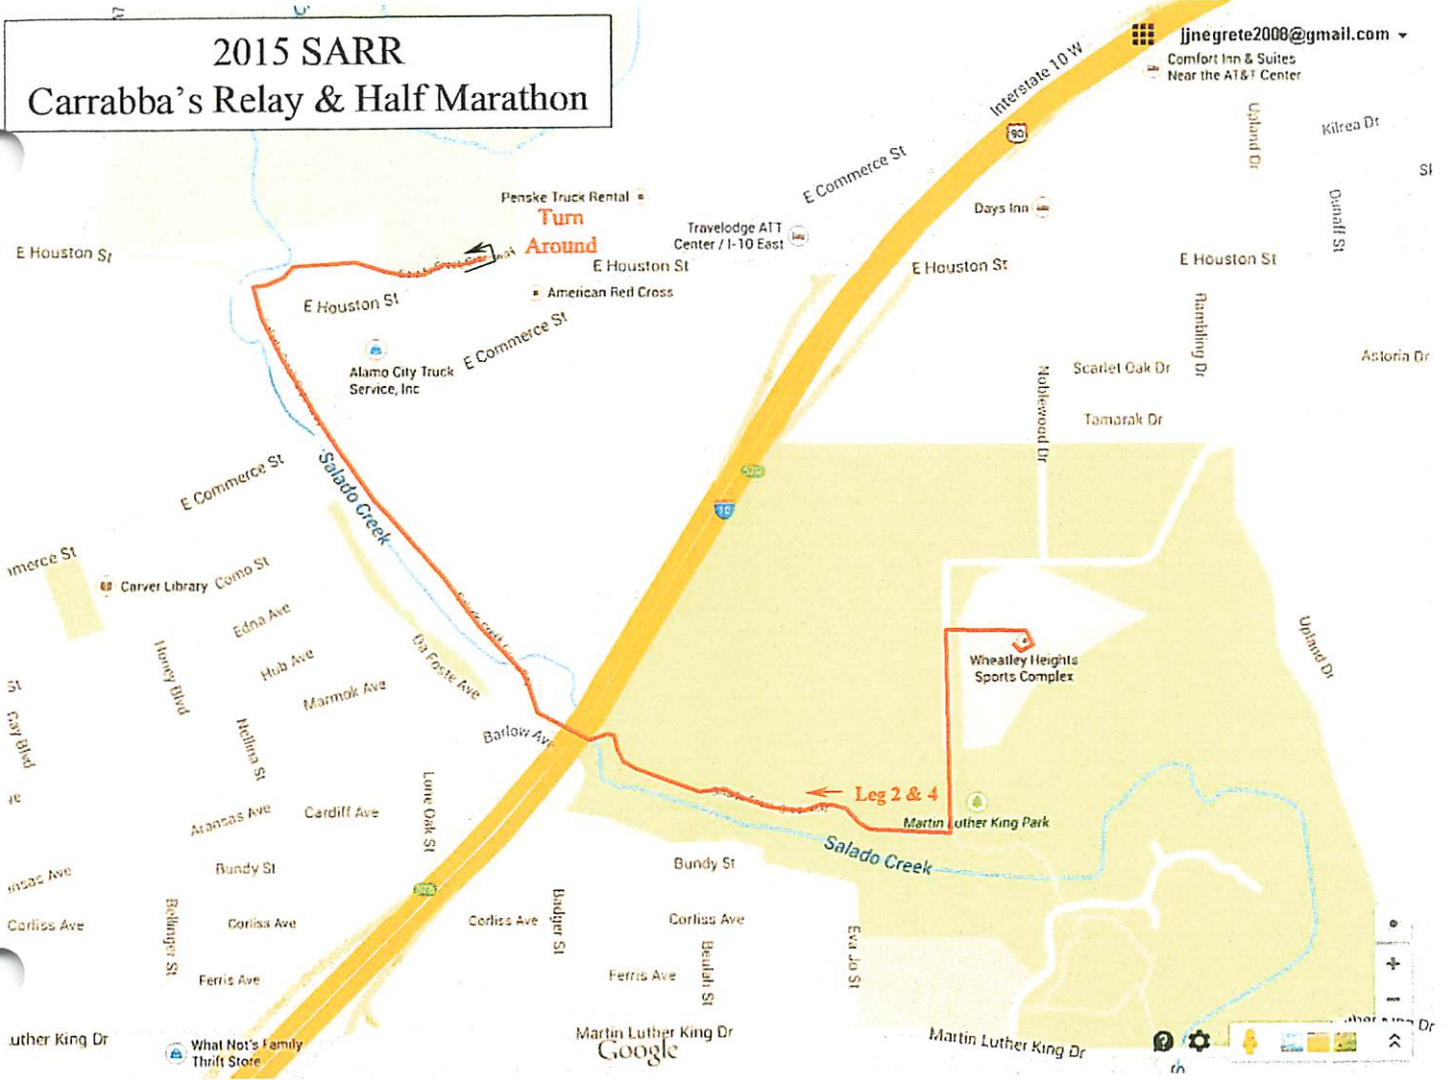 2015 SARR
Carrabba's Relay & Half Marathon
jjnegrete2008@gmail.com
Comfort Inn & Suites
Near the AT&T Center
Interstate 10 W
90
Upland Dr
Kilrea Dr
E Commerce St
Penske Truck Rental
Turn
Around
Travelodge ATT
Center / I-10 East
Days Inn
Dunaff St
E Houston St
E Houston St
E Houston St
E Houston St
E Houston St
American Red Cross
E Commerce St
Alamo City Truck
Service, Inc
Rambling Dr
Scarlet Oak Dr
Astoria Dr
Noblewood Dr
Tamarak Dr
E Commerce St
Salado Creek
10
Carver Library
Como St
Edna Ave
Hub Ave
Marmok Ave
Honey Blvd
Da Foste Ave
Wheatley Heights
Sports Complex
Upland Dr
St
Gay Blvd
Nellina St
Barlow Ave
Leg 2 & 4
Martin Luther King Park
Salado Creek
Aransas Ave
Cardiff Ave
Lone Oak St
Bundy St
Bundy St
Corliss Ave
Bellinger St
Corliss Ave
Corliss Ave
Badger St
Corliss Ave
Eva Jo St
Ferris Ave
Ferris Ave
Beulah St
uther King Dr
What Not's Family
Thrift Store
Martin Luther King Dr
Google
Martin Luther King Dr